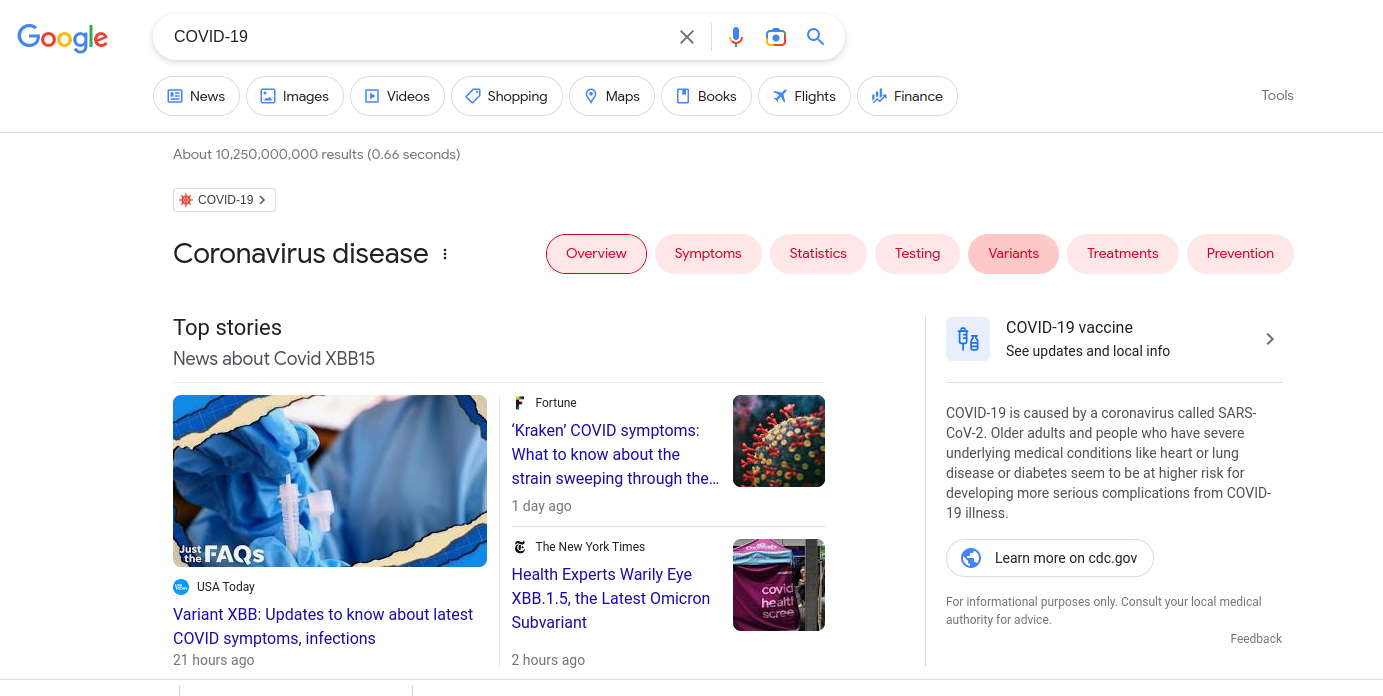 Google
COVID-19
News
Images
Videos
Shopping
Maps
Books
Flights
Finance
Tools
About 10,250,000,000 results (0.66 seconds)
COVID-19
Coronavirus disease
Overview
Symptoms
Statistics
Testing
Variants
Treatments
Prevention
Top stories
News about Covid XBB15
Just
the FAQs
USA Today
Variant XBB: Updates to know about latest
COVID symptoms, infections
21 hours ago
Fortune
‘Kraken’ COVID symptoms:
What to know about the
strain sweeping through the…
1 day ago
The New York Times
Health Experts Warily Eye
XBB.1.5, the Latest Omicron
Subvariant
2 hours ago
covid
health
scree
COVID-19 vaccine
See updates and local info
COVID-19 is caused by a coronavirus called SARS-
CoV-2. Older adults and people who have severe
underlying medical conditions like heart or lung
disease or diabetes seem to be at higher risk for
developing more serious complications from COVID-
19 illness.
Learn more on cdc.gov
For informational purposes only. Consult your local medical
authority for advice.
Feedback